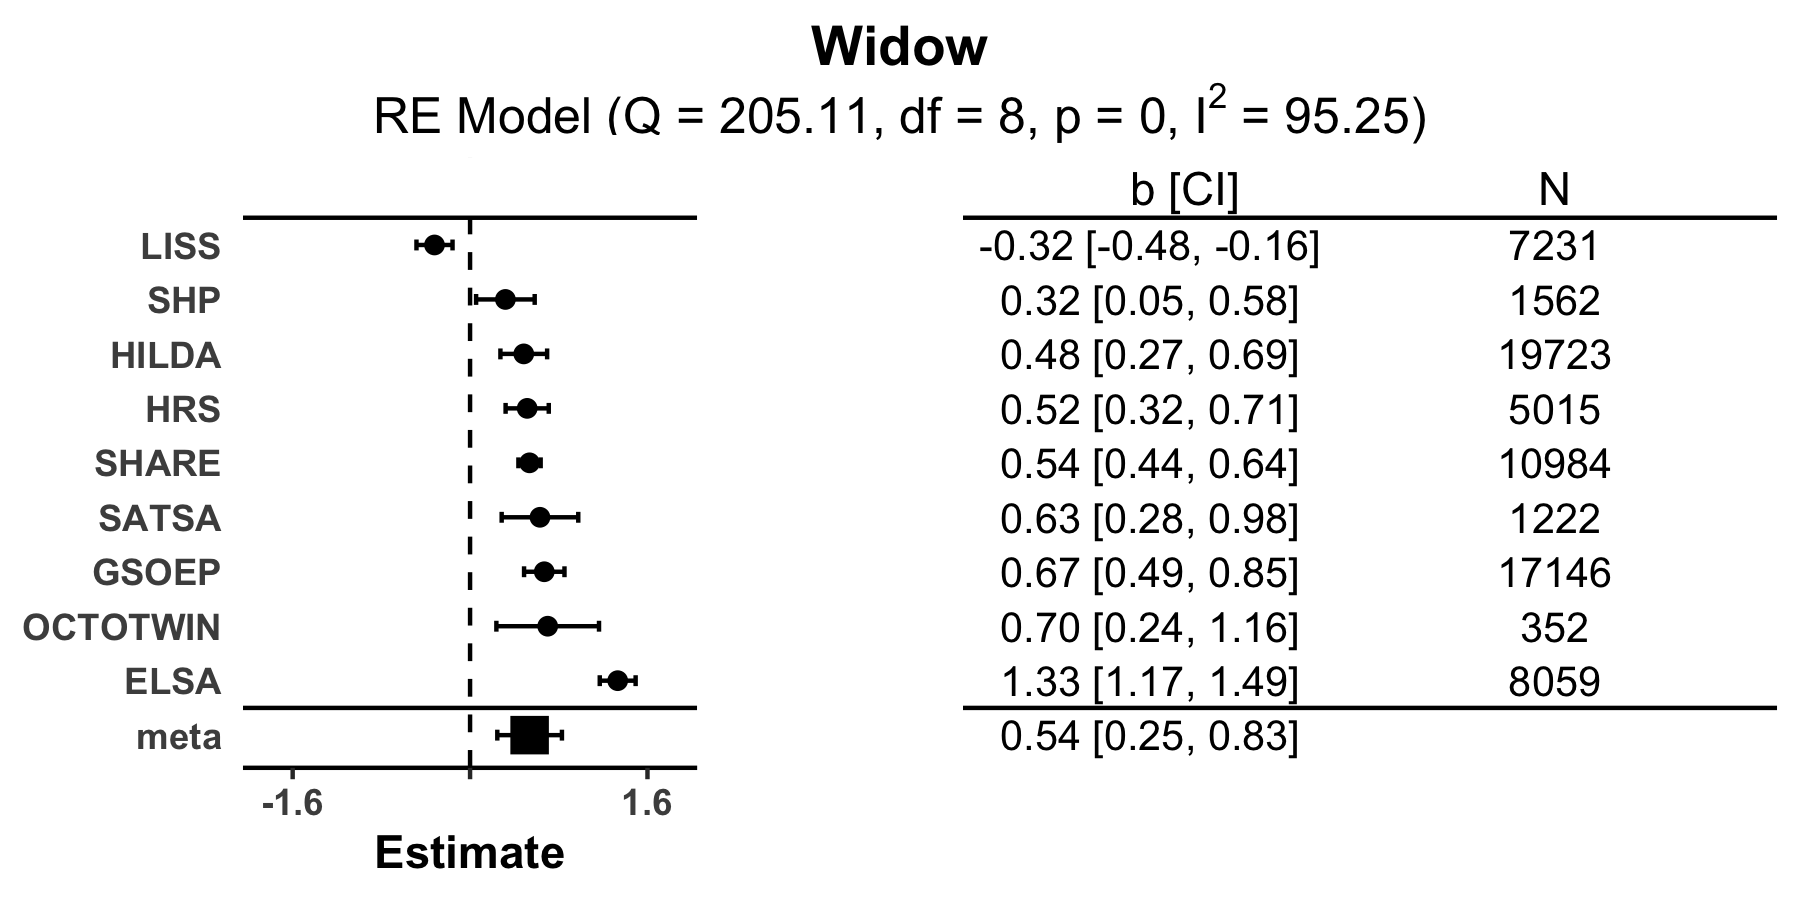 Widow
RE Model (Q = 205.11, df = 8, p = 0, I² = 95.25)
b [CI] N
LISS -0.32 [-0.48, -0.16] 7231
SHP 0.32 [0.05, 0.58] 1562
HILDA 0.48 [0.27, 0.69] 19723
HRS 0.52 [0.32, 0.71] 5015
SHARE 0.54 [0.44, 0.64] 10984
SATSA 0.63 [0.28, 0.98] 1222
GSOEP 0.67 [0.49, 0.85] 17146
OCTOTWIN 0.70 [0.24, 1.16] 352
ELSA 1.33 [1.17, 1.49] 8059
meta 0.54 [0.25, 0.83]
-1.6 1.6
Estimate